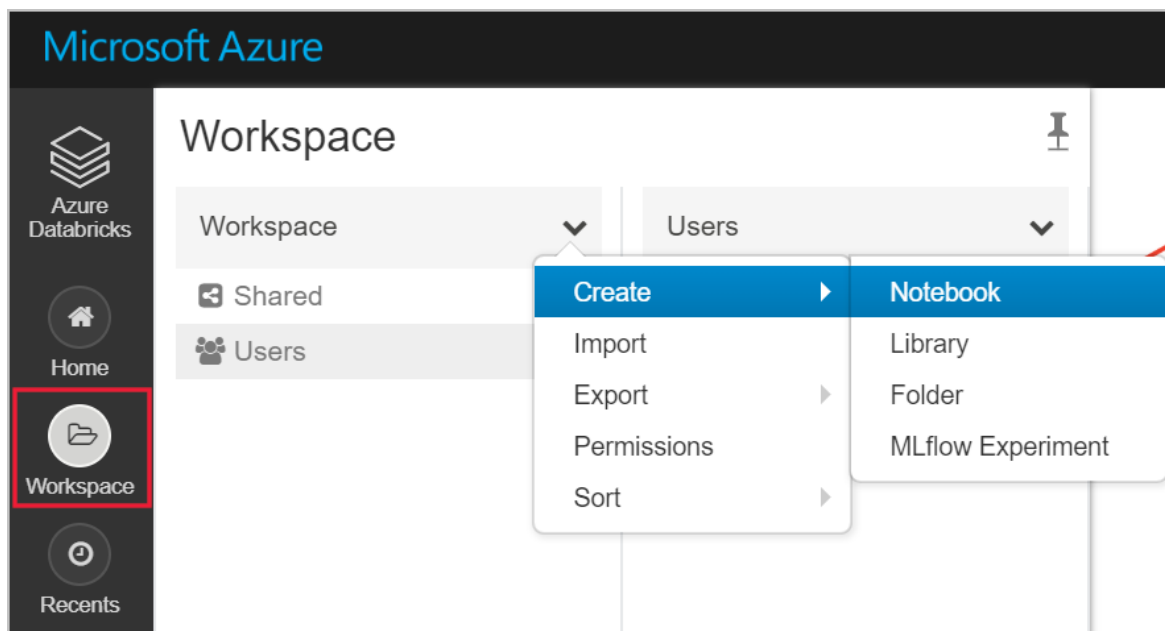 Microsoft Azure
Azure
Databricks
Home
Workspace
Recents
Workspace
Workspace
Shared
Users
Users
Create
Import
Export
Permissions
Sort
Notebook
Library
Folder
MLflow Experiment